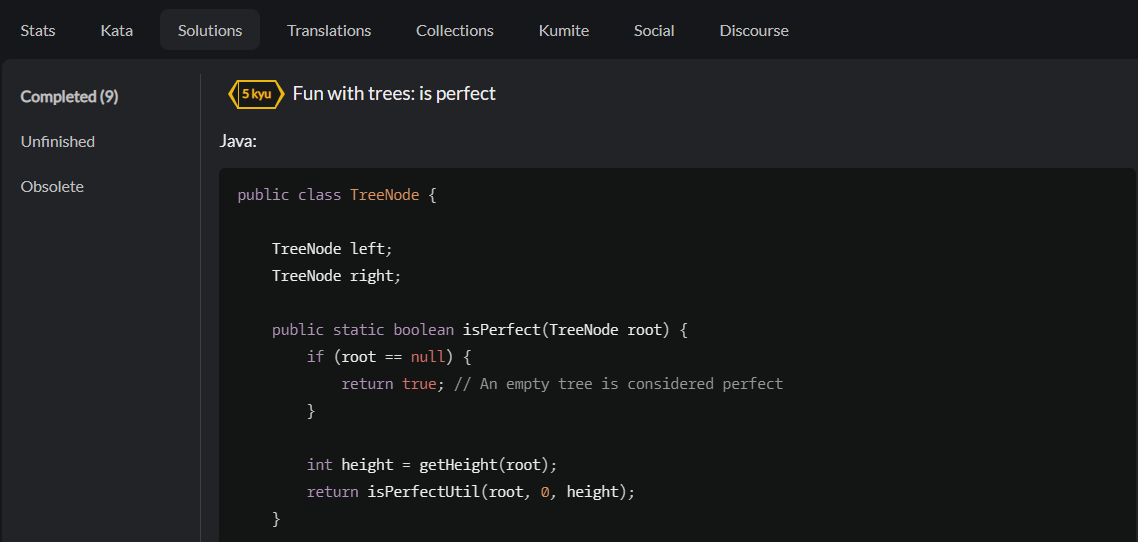 Stats Kata Solutions Translations Collections Kumite Social Discourse
Completed (9)
Unfinished
Obsolete
5 kyu Fun with trees: is perfect
Java:
public class TreeNode {
    TreeNode left;
    TreeNode right;
    public static boolean isPerfect(TreeNode root) {
        if (root == null) {
            return true; // An empty tree is considered perfect
        }
        int height = getHeight(root);
        return isPerfectUtil(root, 0, height);
    }